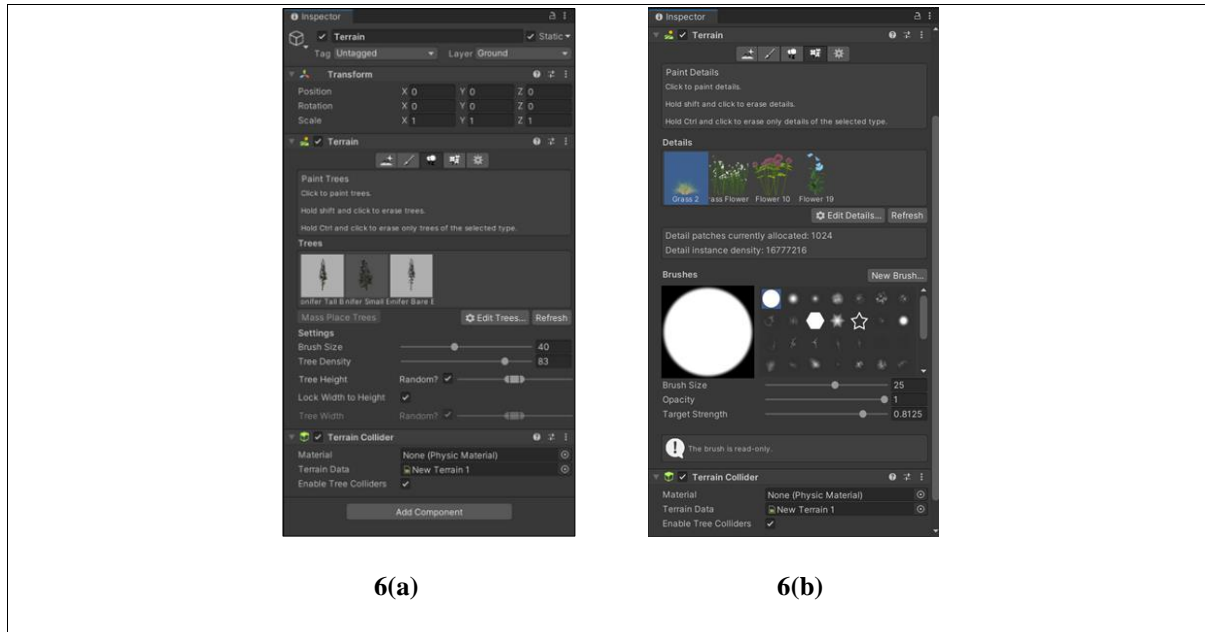 Inspector
Terrain
Static
Tag Untagged Layer Ground
Transform
Position X 0 Y 0 Z 0
Rotation X 0 Y 0 Z 0
Scale X 1 Y 1 Z 1
Terrain
Paint Trees
Click to paint trees.
Hold shift and click to erase trees.
Hold Ctrl and click to erase only trees of the selected type.
Trees
onifer Tall B nifer Small E nifer Bare E
Mass Place Trees Edit Trees... Refresh
Settings
Brush Size 40
Tree Density 83
Tree Height Random?
Lock Width to Height
Tree Width Random?
Terrain Collider
Material None (Physic Material)
Terrain Data New Terrain 1
Enable Tree Colliders
Add Component
6(a)
Inspector
Terrain
Paint Details
Click to paint details.
Hold shift and click to erase details.
Hold Ctrl and click to erase only details of the selected type.
Details
Grass 2 rass Flower Flower 10 Flower 19
Edit Details... Refresh
Detail patches currently allocated: 1024
Detail instance density: 16777216
Brushes New Brush...
Brush Size 25
Opacity 1
Target Strength 0.8125
The brush is read-only.
Terrain Collider
Material None (Physic Material)
Terrain Data New Terrain 1
Enable Tree Colliders
6(b)